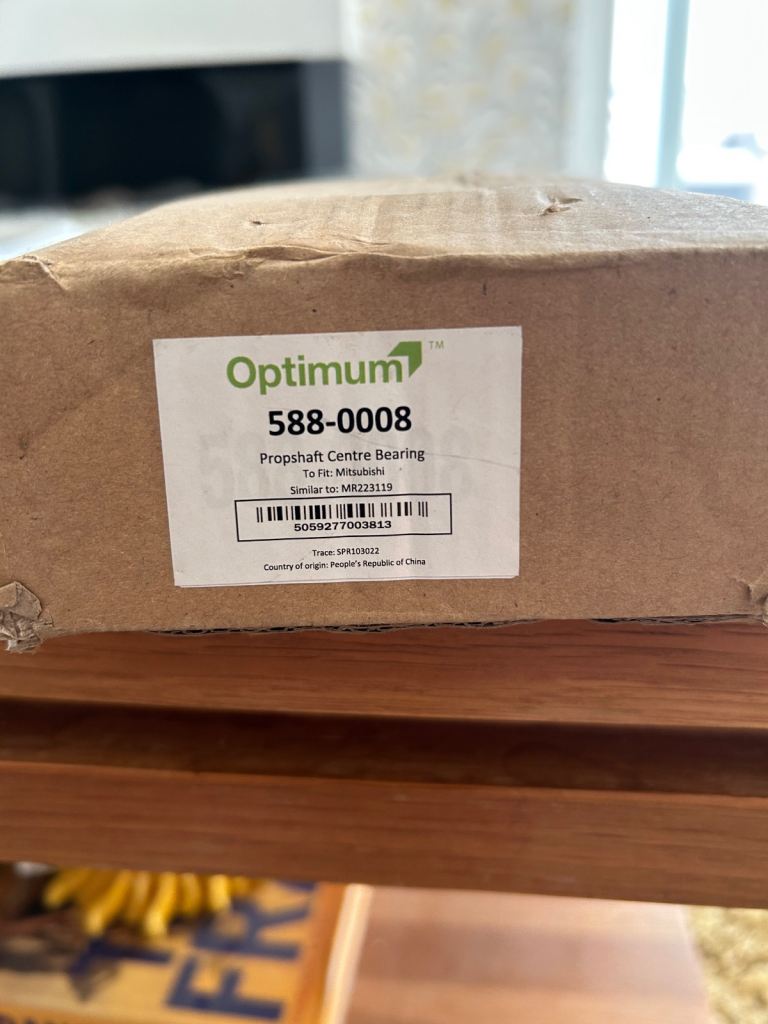 Optimum™
588-0008
Propshaft Centre Bearing
To Fit: Mitsubishi
Similar to: MR223119
5059277003813
Trace: SPR103022
Country of origin: People's Republic of China